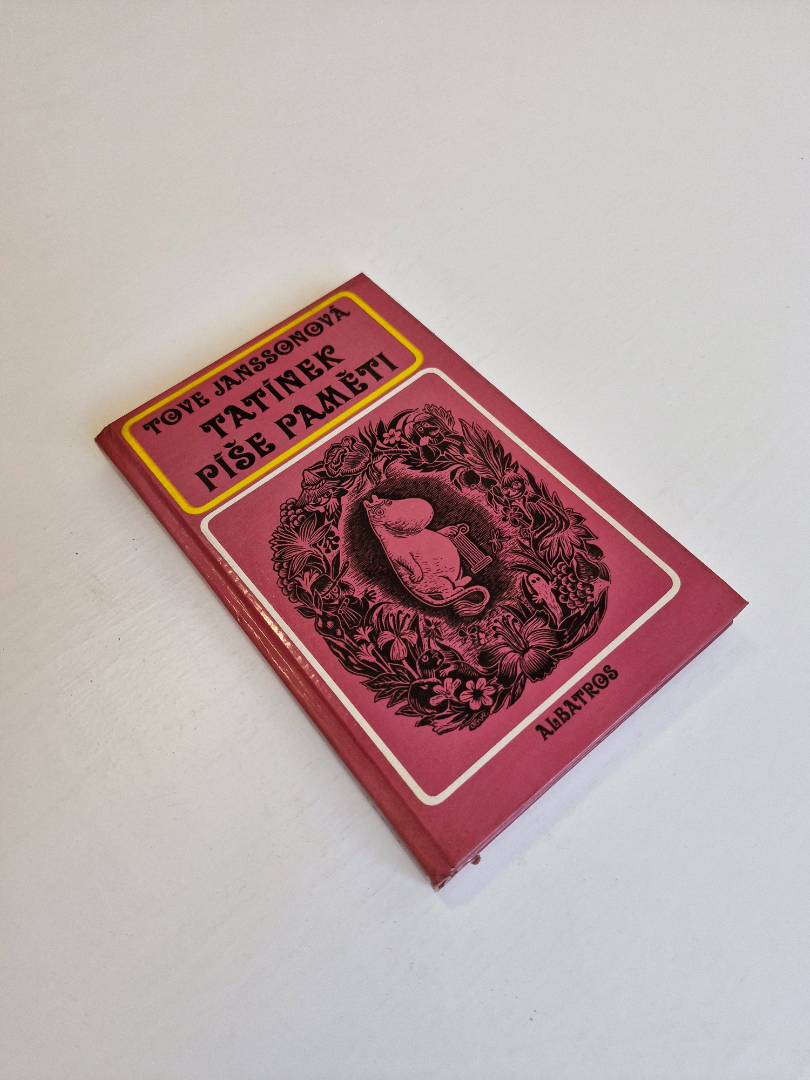 TOVE JANSSONOVÁ
TATÍNEK
PÍŠE PAMĚTI
ALBATROS